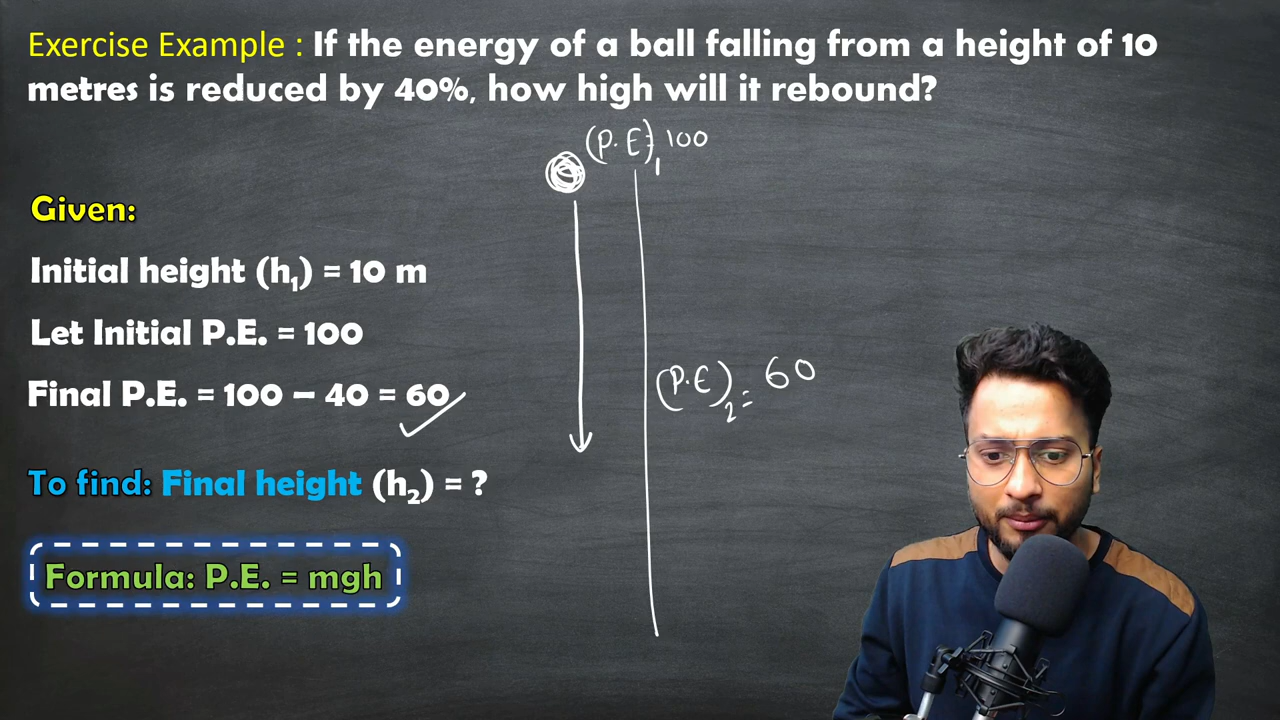 Exercise Example : If the energy of a ball falling from a height of 10
metres is reduced by 40%, how high will it rebound?
(P.E)₁ = 100
Given:
Initial height (h₁) = 10 m
Let Initial P.E. = 100
Final P.E. = 100 – 40 = 60
(P.E)₂ = 60
To find: Final height (h₂) = ?
Formula: P.E. = mgh